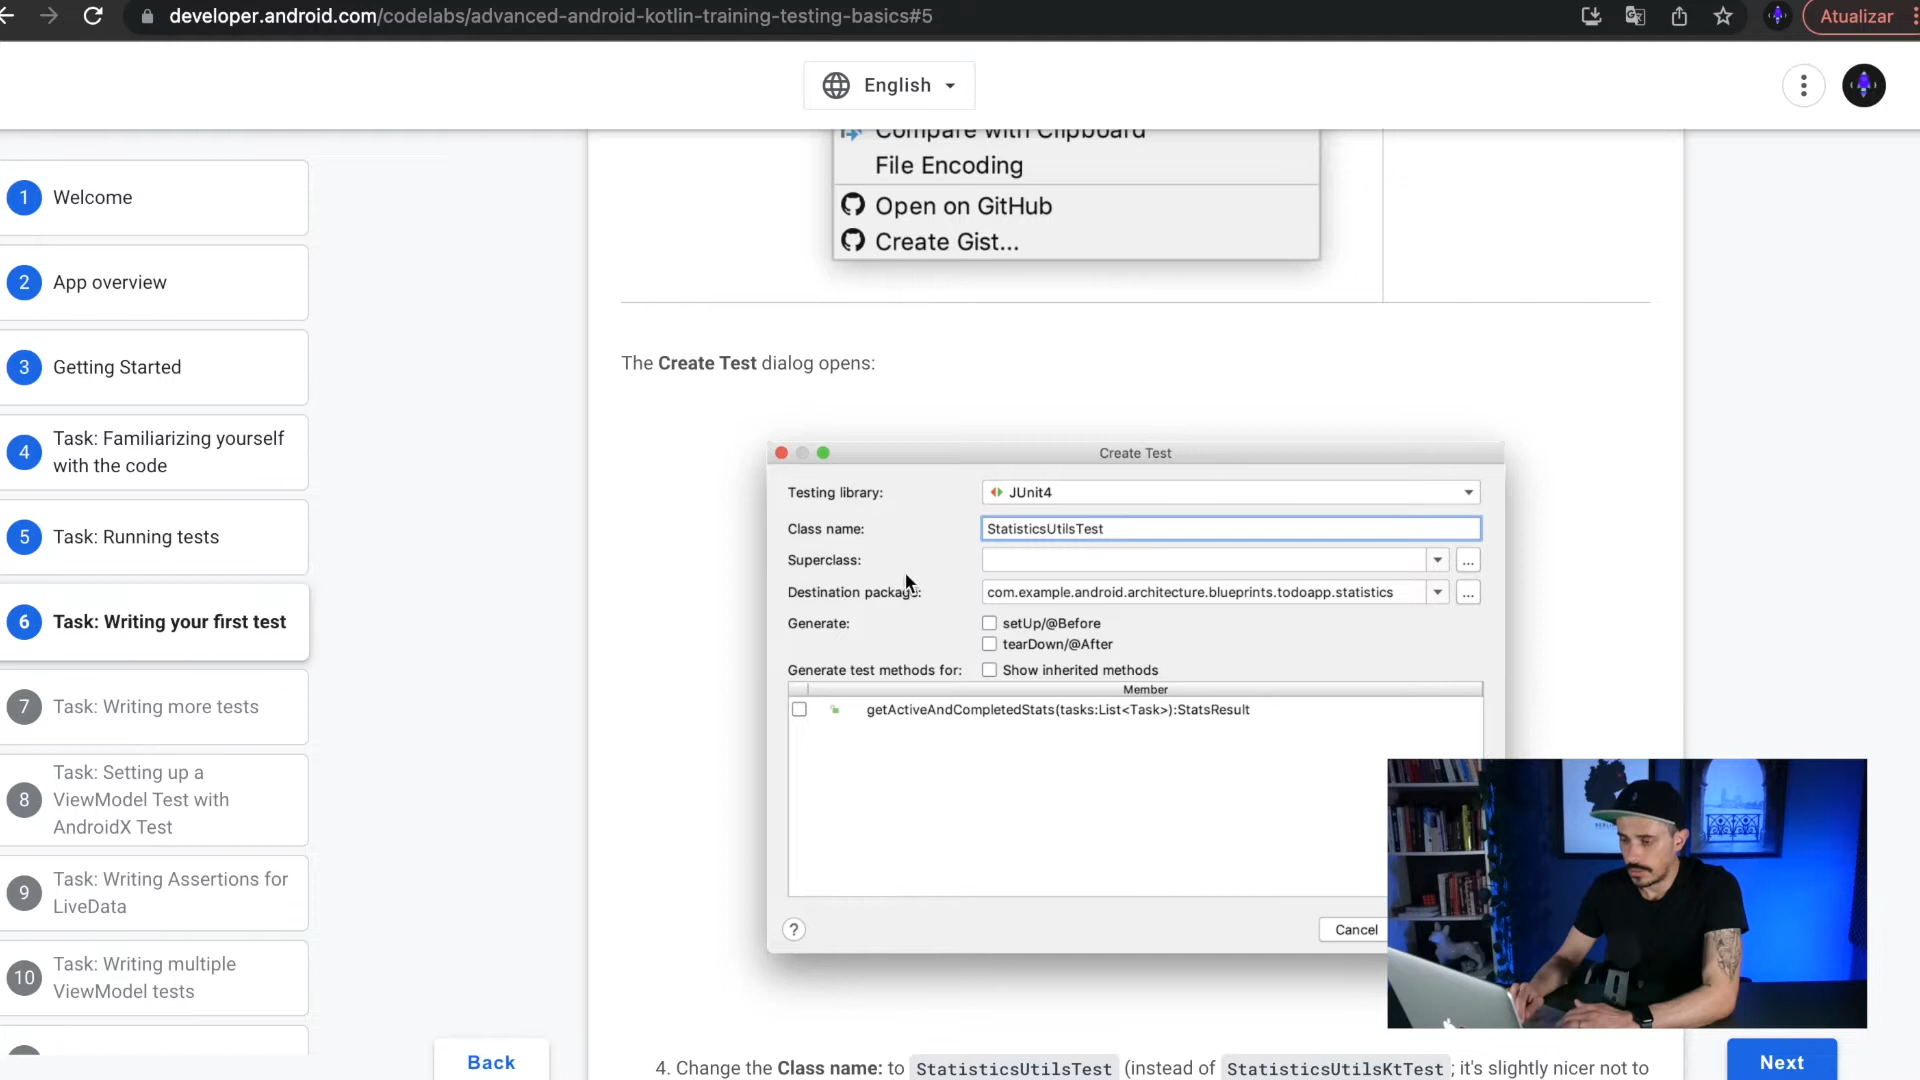 developer.android.com/codelabs/advanced-android-kotlin-training-testing-basics#5
Atualizar
English
Compare with Clipboard
File Encoding
Open on GitHub
Create Gist...
1 Welcome
2 App overview
3 Getting Started
4 Task: Familiarizing yourself
with the code
5 Task: Running tests
6 Task: Writing your first test
7 Task: Writing more tests
8 Task: Setting up a
ViewModel Test with
AndroidX Test
9 Task: Writing Assertions for
LiveData
10 Task: Writing multiple
ViewModel tests
The Create Test dialog opens:
Create Test
Testing library: JUnit4
Class name: StatisticsUtilsTest
Superclass: ...
Destination package: com.example.android.architecture.blueprints.todoapp.statistics ...
Generate: setUp/@Before
tearDown/@After
Generate test methods for: Show inherited methods
Member
getActiveAndCompletedStats(tasks:List<Task>):StatsResult
? Cancel
4. Change the Class name: to StatisticsUtilsTest (instead of StatisticsUtilsKtTest; it's slightly nicer not to
Back
Next